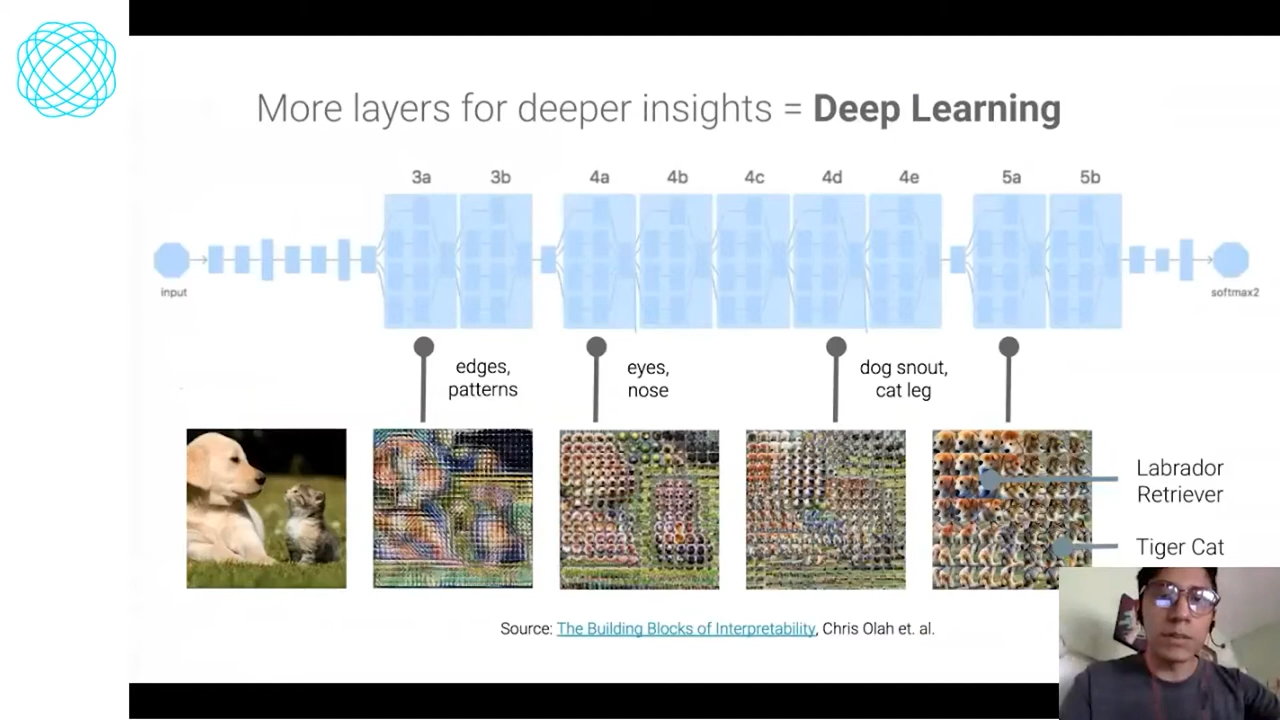 More layers for deeper insights = Deep Learning
3a
3b
4a
4b
4c
4d
4e
5a
5b
input
softmax2
edges,
patterns
eyes,
nose
dog snout,
cat leg
Labrador
Retriever
Tiger Cat
Source: The Building Blocks of Interpretability, Chris Olah et. al.